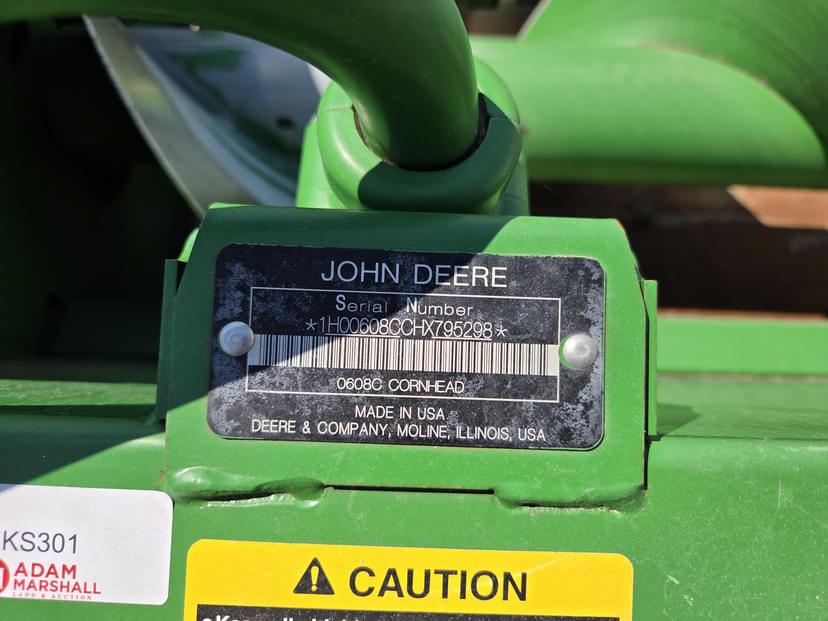 JOHN DEERE
Serial Number
*1H00608CCHX795298*
0608C CORNHEAD
MADE IN USA
DEERE & COMPANY, MOLINE, ILLINOIS, USA
KS301
ADAM
MARSHALL
LAND & AUCTION
CAUTION